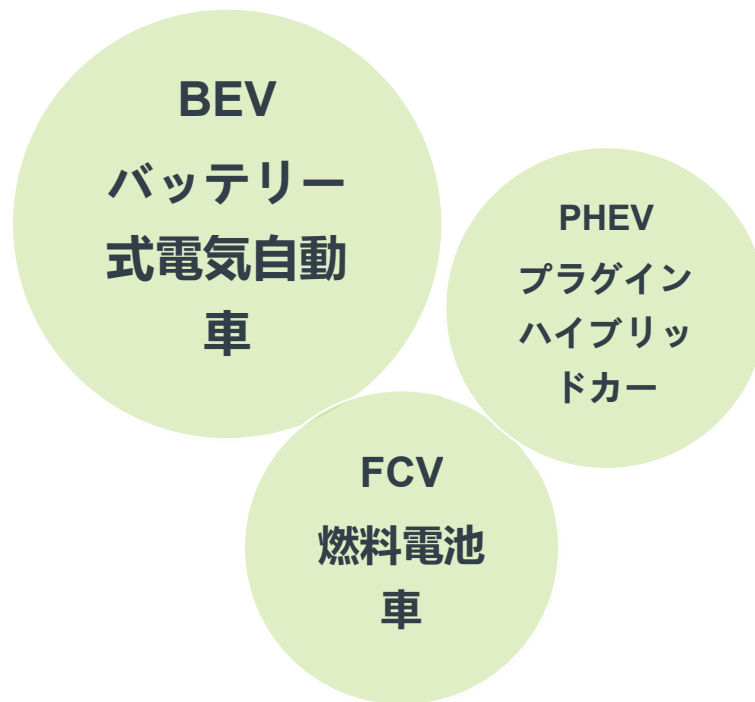 BEV
バッテリー
式電気自動
車
PHEV
プラグイン
ハイブリッ
ドカー
FCV
燃料電池
車